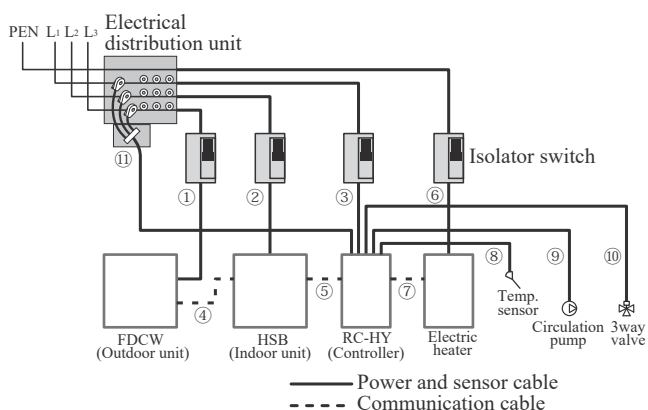 Electrical
distribution unit
PEN L1 L2 L3
Isolator switch
⑪
①
②
③
⑥
⑧
⑨
⑩
④
⑤
⑦
Temp.
sensor
Circulation
pump
3way
valve
FDCW
(Outdoor unit)
HSB
(Indoor unit)
RC-HY
(Controller)
Electric
heater
Power and sensor cable
Communication cable